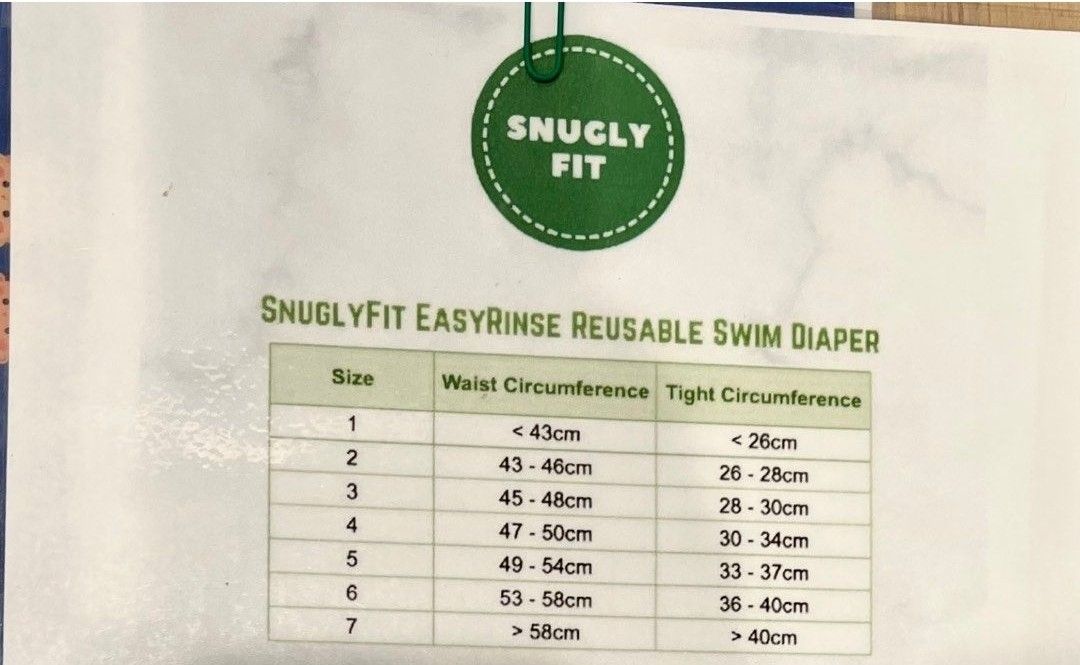 SNUGLY
FIT
SNUGLYFIT EASYRINSE REUSABLE SWIM DIAPER
Size Waist Circumference Tight Circumference
1 < 43cm < 26cm
2 43 - 46cm 26 - 28cm
3 45 - 48cm 28 - 30cm
4 47 - 50cm 30 - 34cm
5 49 - 54cm 33 - 37cm
6 53 - 58cm 36 - 40cm
7 > 58cm > 40cm